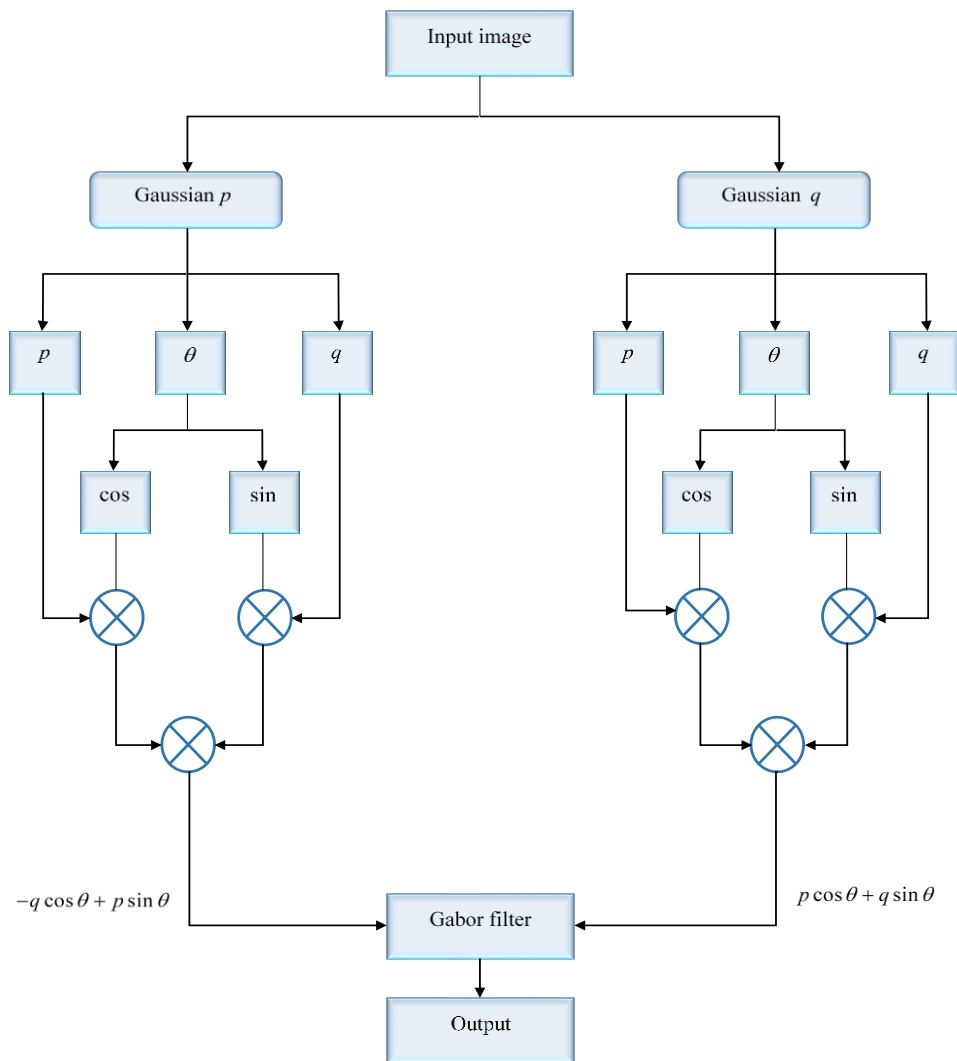 Input image
Gaussian p
Gaussian q
p
θ
q
p
θ
q
cos
sin
cos
sin
−q cos θ + p sin θ
p cos θ + q sin θ
Gabor filter
Output